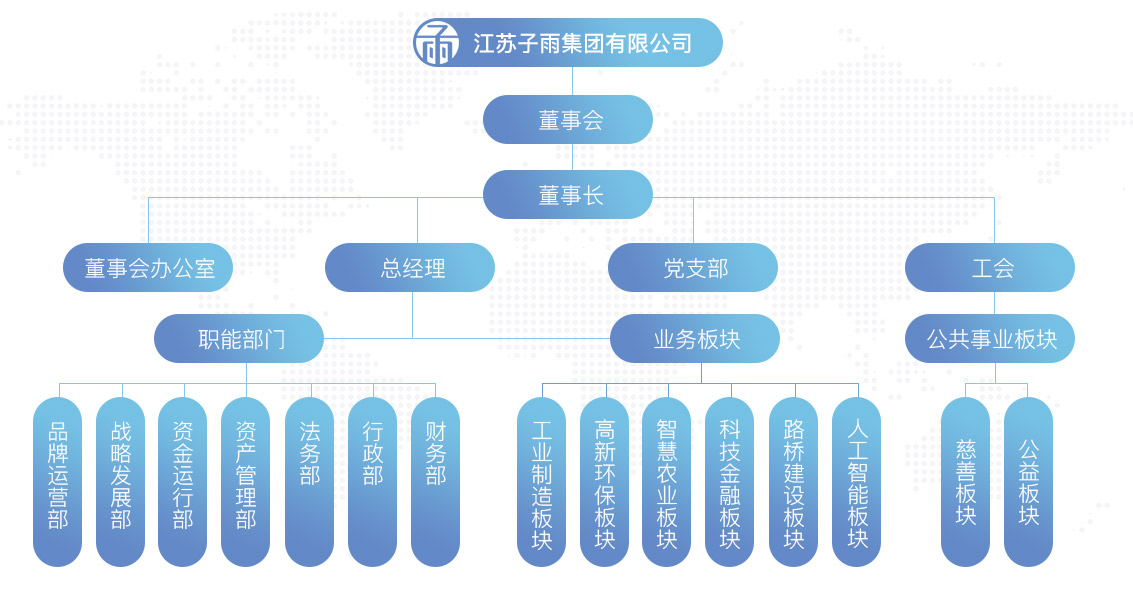 江苏子雨集团有限公司
董事会
董事长
董事会办公室
总经理
党支部
工会
职能部门
业务板块
公共事业板块
品牌运营部
战略发展部
资金运行部
资产管理部
法务部
行政部
财务部
工业制造板块
高新环保板块
智慧农业板块
科技金融板块
路桥建设板块
人工智能板块
慈善板块
公益板块